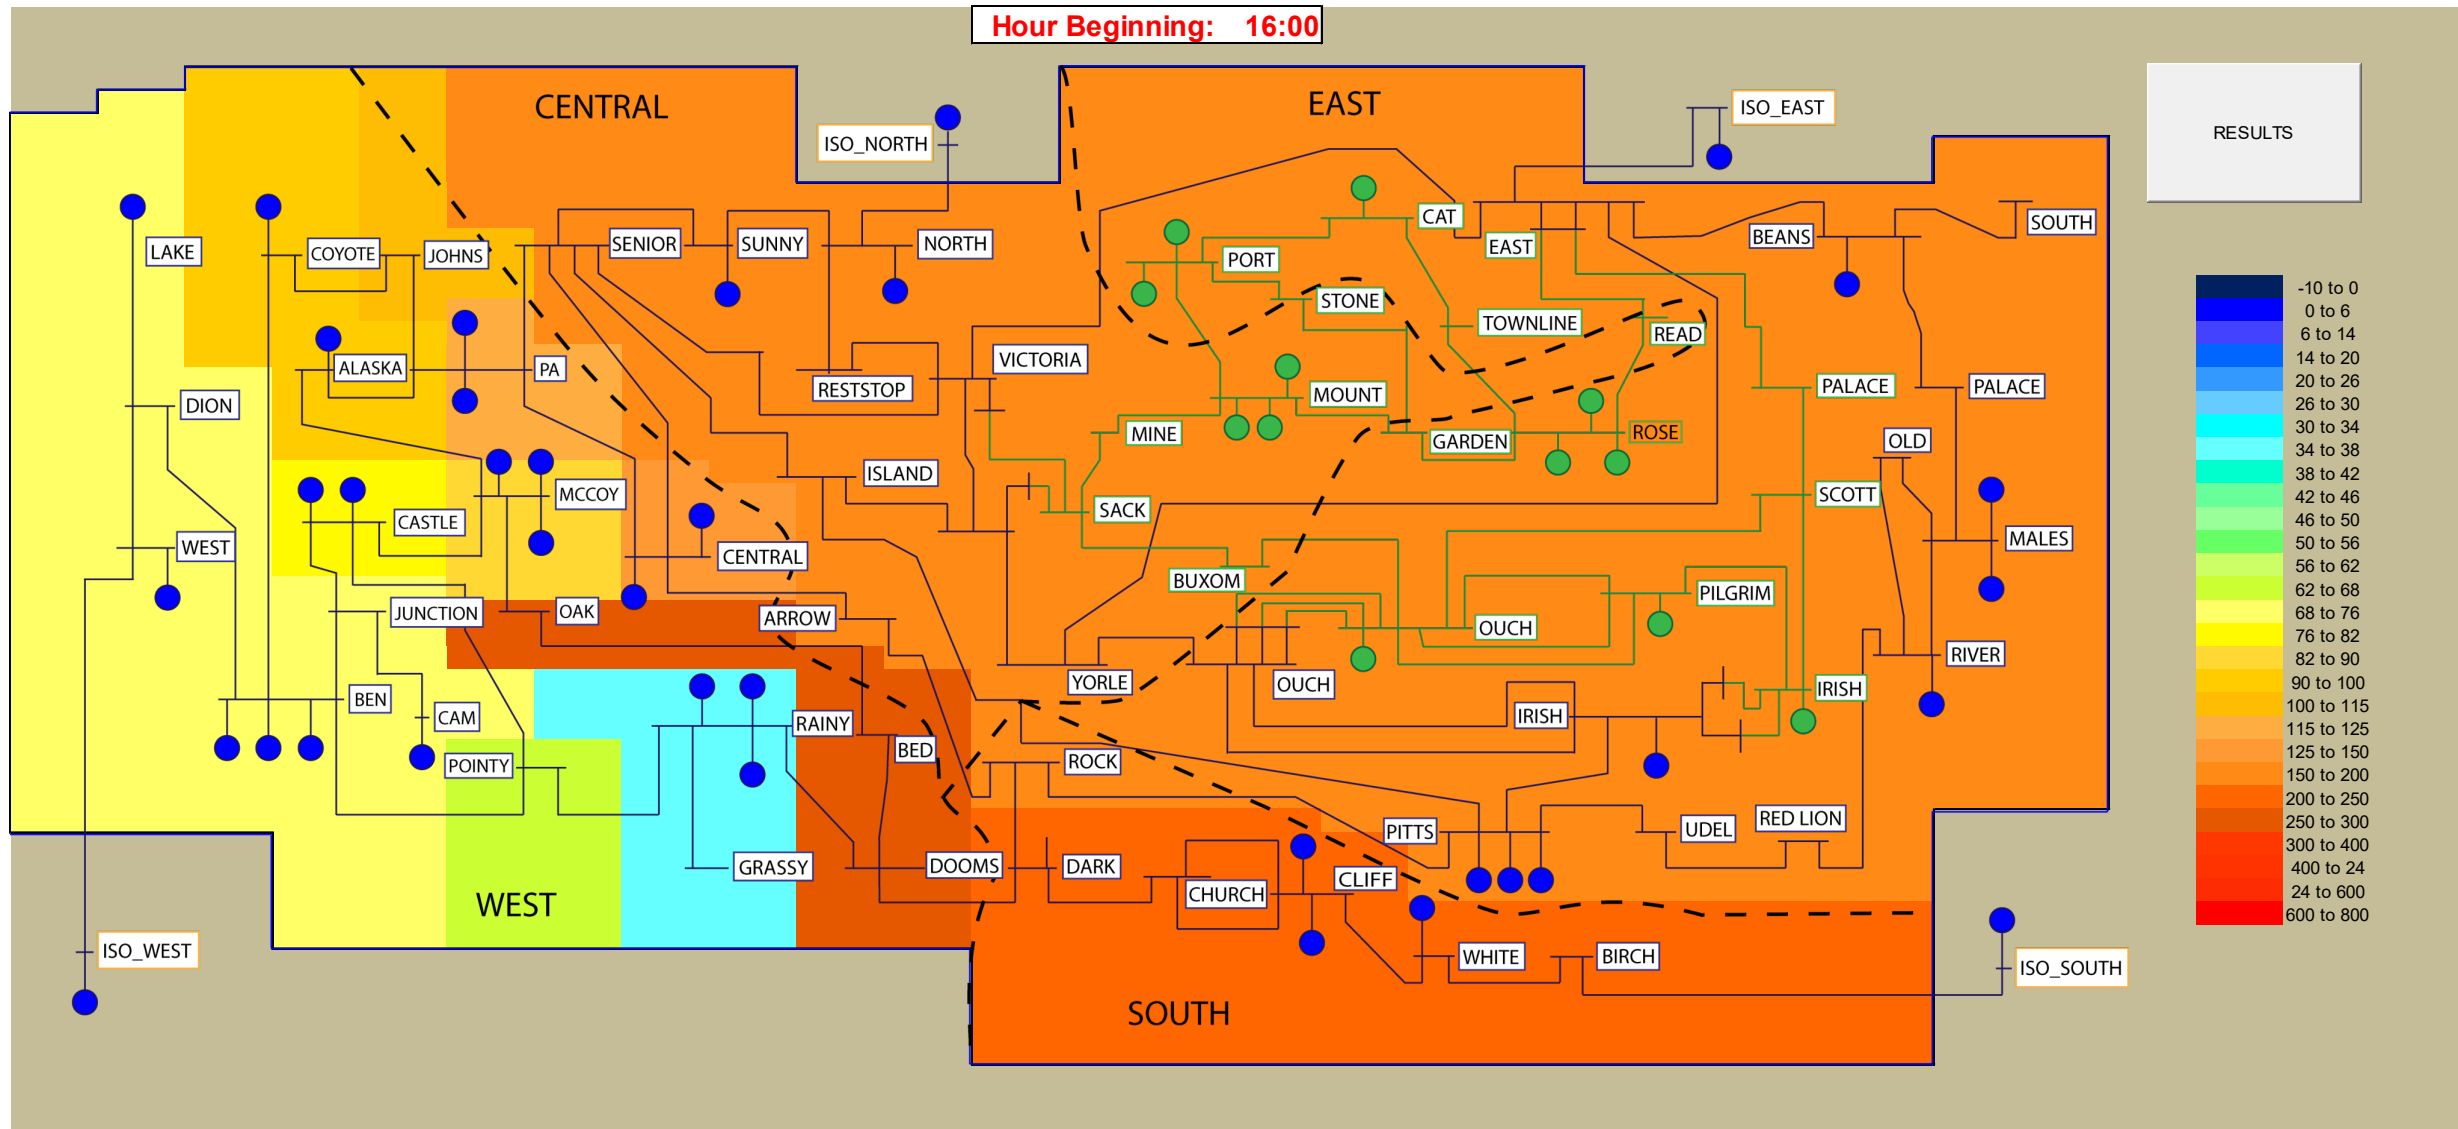 Hour Beginning: 16:00
CENTRAL
EAST
ISO_EAST
ISO_NORTH
RESULTS
LAKE
COYOTE
JOHNS
SENIOR
SUNNY
NORTH
PORT
CAT
EAST
BEANS
SOUTH
STONE
TOWNLINE
READ
ALASKA
PA
RESTSTOP
VICTORIA
MOUNT
PALACE
PALACE
DION
MINE
GARDEN
ROSE
OLD
ISLAND
MCCOY
CASTLE
SACK
SCOTT
MALES
WEST
CENTRAL
BUXOM
PILGRIM
JUNCTION
OAK
ARROW
OUCH
RIVER
BEN
CAM
YORLE
OUCH
IRISH
IRISH
RAINY
BED
POINTY
ROCK
PITTS
UDEL
RED LION
GRASSY
DOOMS
DARK
CHURCH
CLIFF
WEST
ISO_WEST
WHITE
BIRCH
ISO_SOUTH
SOUTH
-10 to 0
0 to 6
6 to 14
14 to 20
20 to 26
26 to 30
30 to 34
34 to 38
38 to 42
42 to 46
46 to 50
50 to 56
56 to 62
62 to 68
68 to 76
76 to 82
82 to 90
90 to 100
100 to 115
115 to 125
125 to 150
150 to 200
200 to 250
250 to 300
300 to 400
400 to 24
24 to 600
600 to 800